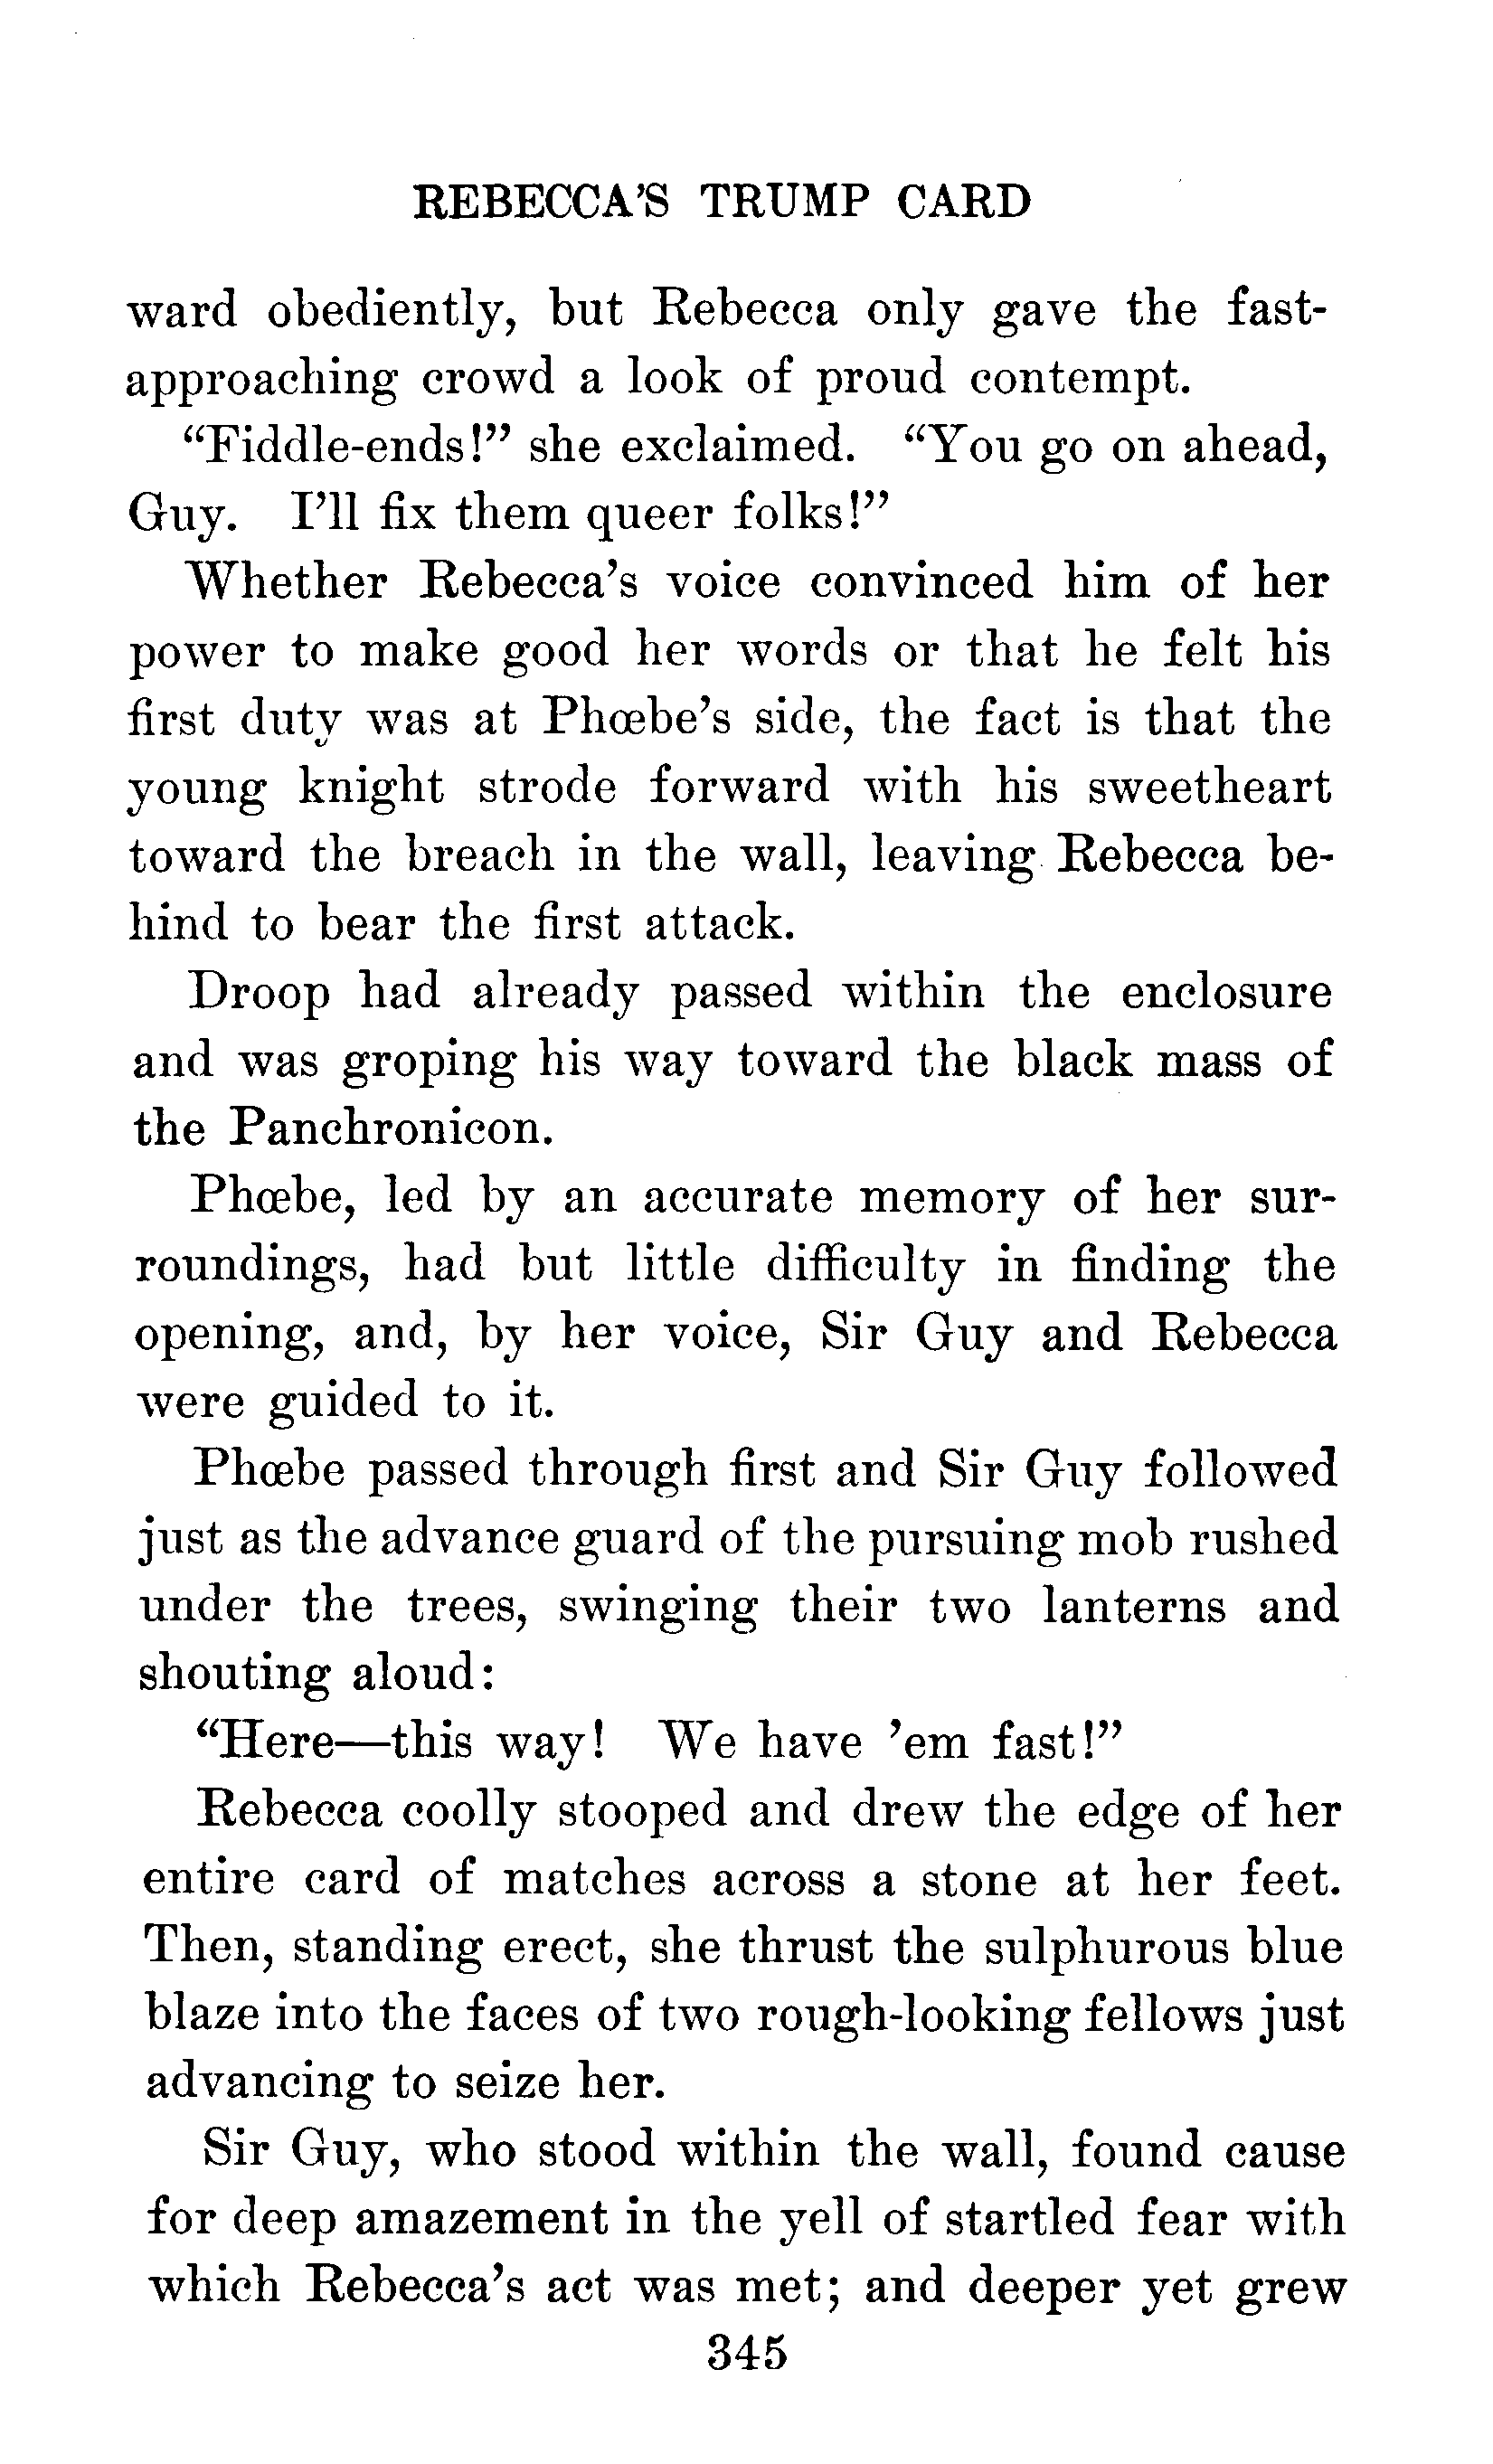 REBECCA'S TRUMP CARD
ward obediently, but Rebecca only gave the fast-
approaching crowd a look of proud contempt.
“Fiddle-ends!” she exclaimed. “You go on ahead,
Guy. I’ll fix them queer folks!”
Whether Rebecca’s voice convinced him of her
power to make good her words or that he felt his
first duty was at Phœbe’s side, the fact is that the
young knight strode forward with his sweetheart
toward the breach in the wall, leaving Rebecca be-
hind to bear the first attack.
Droop had already passed within the enclosure
and was groping his way toward the black mass of
the Panchronicon.
Phœbe, led by an accurate memory of her sur-
roundings, had but little difficulty in finding the
opening, and, by her voice, Sir Guy and Rebecca
were guided to it.
Phœbe passed through first and Sir Guy followed
just as the advance guard of the pursuing mob rushed
under the trees, swinging their two lanterns and
shouting aloud:
“Here—this way! We have ’em fast!”
Rebecca coolly stooped and drew the edge of her
entire card of matches across a stone at her feet.
Then, standing erect, she thrust the sulphurous blue
blaze into the faces of two rough-looking fellows just
advancing to seize her.
Sir Guy, who stood within the wall, found cause
for deep amazement in the yell of startled fear with
which Rebecca’s act was met; and deeper yet grew
345